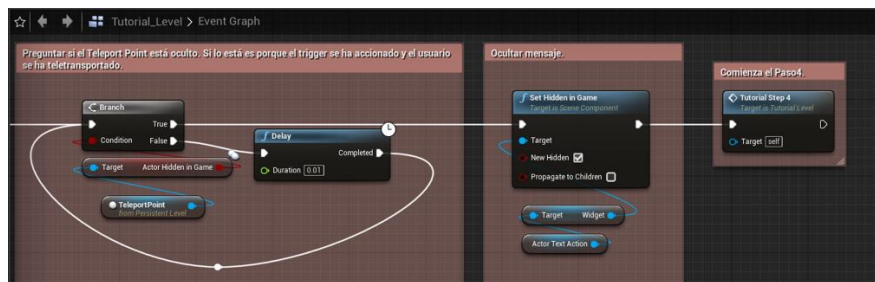 Tutorial_Level > Event Graph
Preguntar si el Teleport Point está oculto. Si lo está es porque el trigger se ha accionado y el usuario
se ha teletransportado.
Branch
True
Condition
False
Target
Actor Hidden in Game
TeleportPoint
from Persistent Level
Delay
Completed
Duration 0.01
Ocultar mensaje.
Set Hidden in Game
Target is Scene Component
Target
New Hidden
Propagate to Children
Target
Widget
Actor Text Action
Comienza el Paso4.
Tutorial Step 4
Target is Tutorial Level
Target self